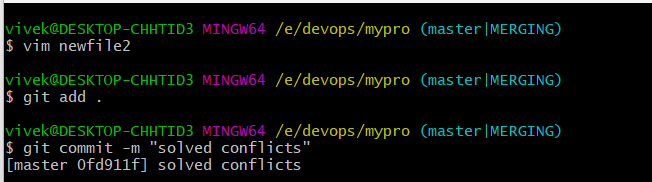 vivek@DESKTOP-CHHTID3 MINGW64 /e/devops/mypro (master|MERGING)
$ vim newfile2
vivek@DESKTOP-CHHTID3 MINGW64 /e/devops/mypro (master|MERGING)
$ git add .
vivek@DESKTOP-CHHTID3 MINGW64 /e/devops/mypro (master|MERGING)
$ git commit -m "solved conflicts"
[master 0fd911f] solved conflicts